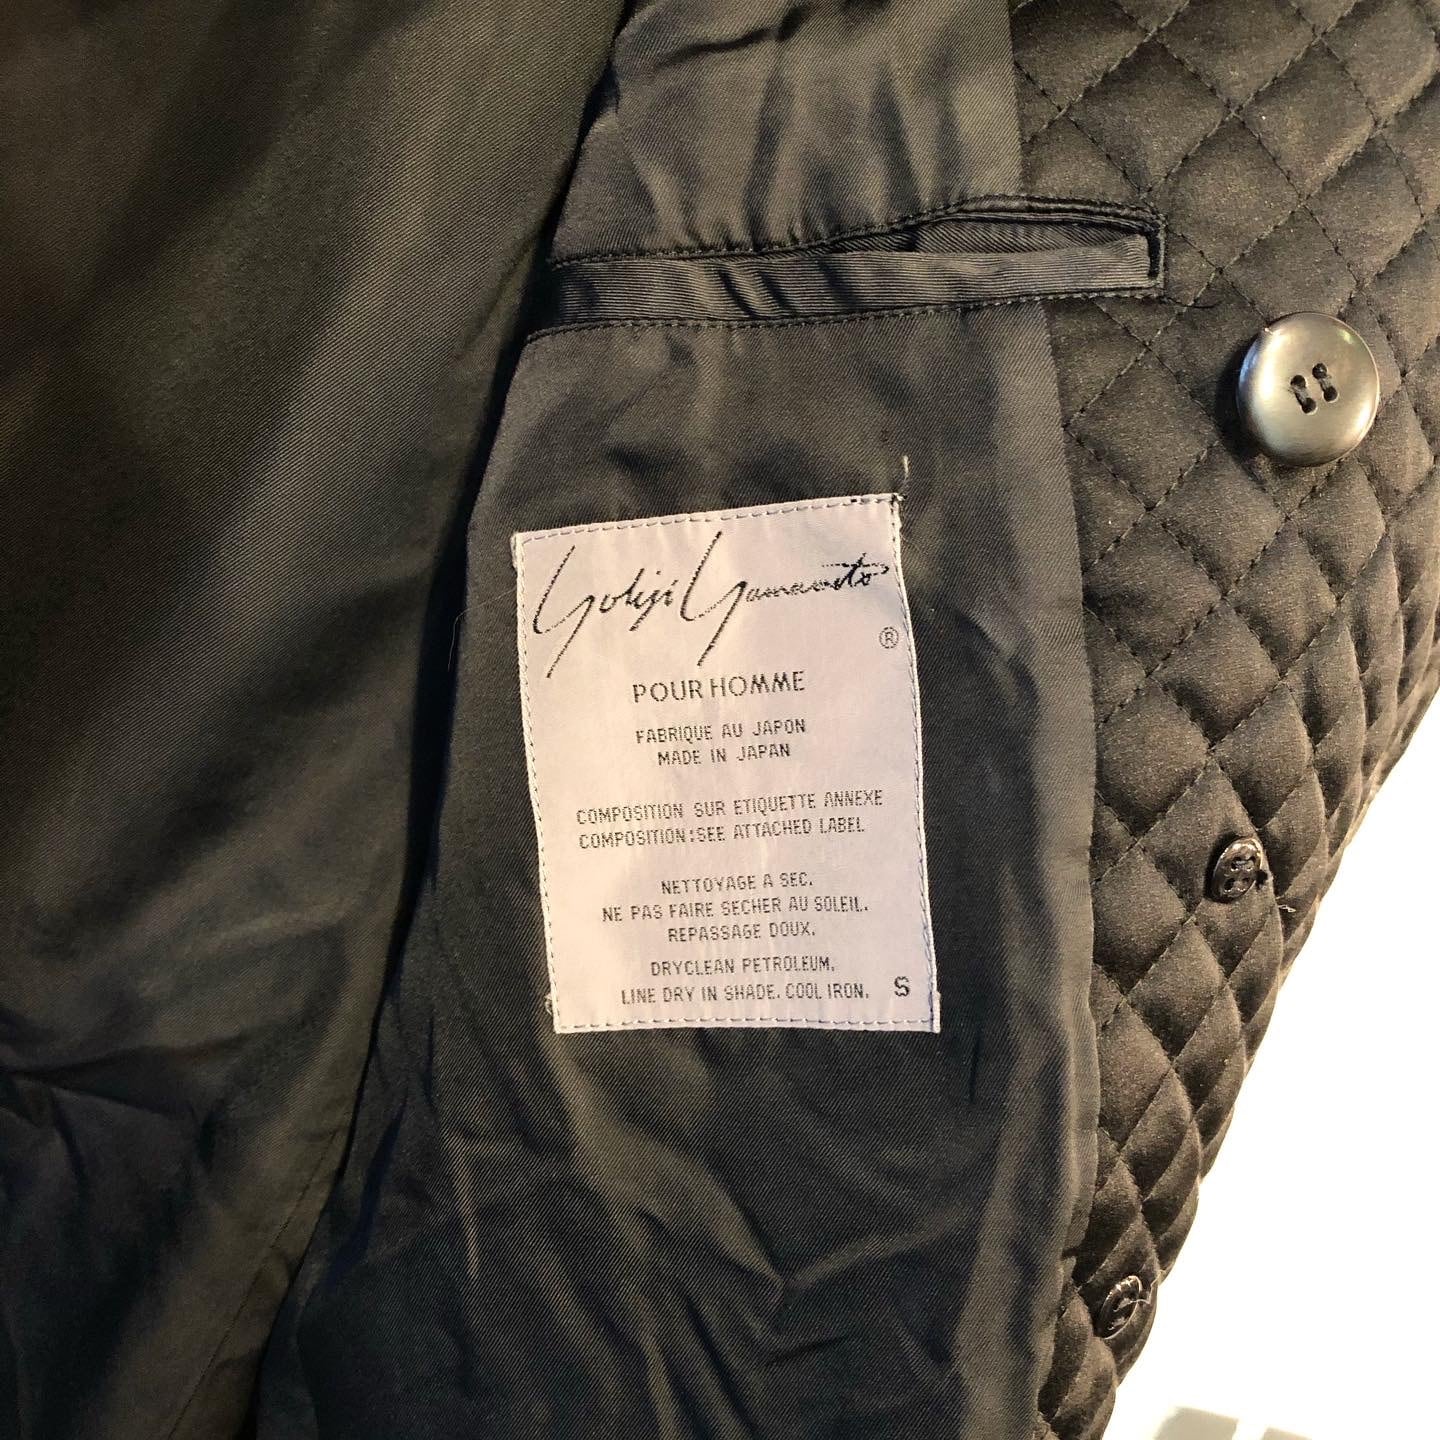 Yohji Yamamoto
®
POUR HOMME
FABRIQUE AU JAPON
MADE IN JAPAN
COMPOSITION SUR ETIQUETTE ANNEXE
COMPOSITION:SEE ATTACHED LABEL
NETTOYAGE A SEC.
NE PAS FAIRE SECHER AU SOLEIL.
REPASSAGE DOUX.
DRYCLEAN PETROLEUM.
LINE DRY IN SHADE. COOL IRON. S